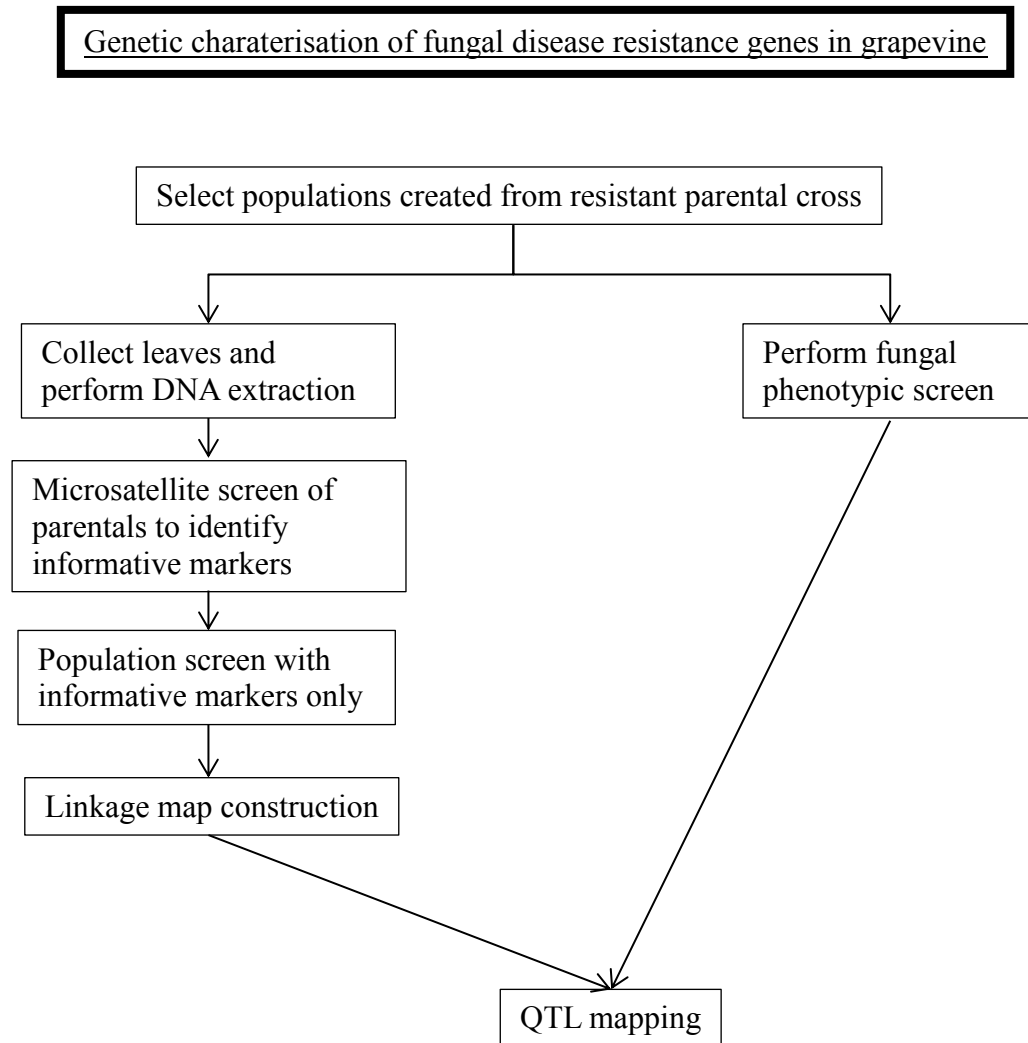 Genetic charaterisation of fungal disease resistance genes in grapevine
Select populations created from resistant parental cross
Collect leaves and
perform DNA extraction
Perform fungal
phenotypic screen
Microsatellite screen of
parentals to identify
informative markers
Population screen with
informative markers only
Linkage map construction
QTL mapping